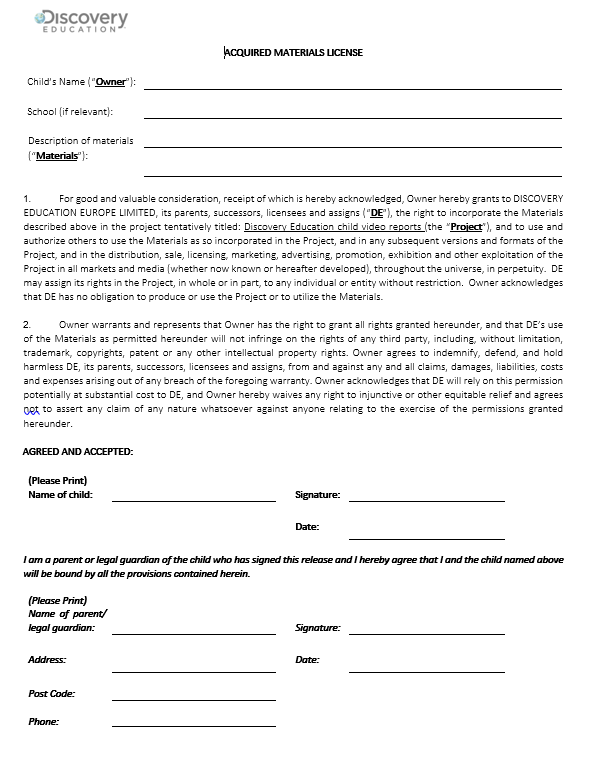 Discovery
EDUCATION
ACQUIRED MATERIALS LICENSE
Child's Name ("Owner"):
School (if relevant):
Description of materials
("Materials"):
1. For good and valuable consideration, receipt of which is hereby acknowledged, Owner hereby grants to DISCOVERY
EDUCATION EUROPE LIMITED, its parents, successors, licensees and assigns ("DE"), the right to incorporate the Materials
described above in the project tentatively titled: Discovery Education child video reports (the "Project"), and to use and
authorize others to use the Materials as so incorporated in the Project, and in any subsequent versions and formats of the
Project, and in the distribution, sale, licensing, marketing, advertising, promotion, exhibition and other exploitation of the
Project in all markets and media (whether now known or hereafter developed), throughout the universe, in perpetuity. DE
may assign its rights in the Project, in whole or in part, to any individual or entity without restriction. Owner acknowledges
that DE has no obligation to produce or use the Project or to utilize the Materials.
2. Owner warrants and represents that Owner has the right to grant all rights granted hereunder, and that DE's use
of the Materials as permitted hereunder will not infringe on the rights of any third party, including, without limitation,
trademark, copyrights, patent or any other intellectual property rights. Owner agrees to indemnify, defend, and hold
harmless DE, its parents, successors, licensees and assigns, from and against any and all claims, damages, liabilities, costs
and expenses arising out of any breach of the foregoing warranty. Owner acknowledges that DE will rely on this permission
potentially at substantial cost to DE, and Owner hereby waives any right to injunctive or other equitable relief and agrees
not to assert any claim of any nature whatsoever against anyone relating to the exercise of the permissions granted
hereunder.
AGREED AND ACCEPTED:
(Please Print)
Name of child: Signature:
Date:
I am a parent or legal guardian of the child who has signed this release and I hereby agree that I and the child named above
will be bound by all the provisions contained herein.
(Please Print)
Name of parent/
legal guardian: Signature:
Address: Date:
Post Code:
Phone: